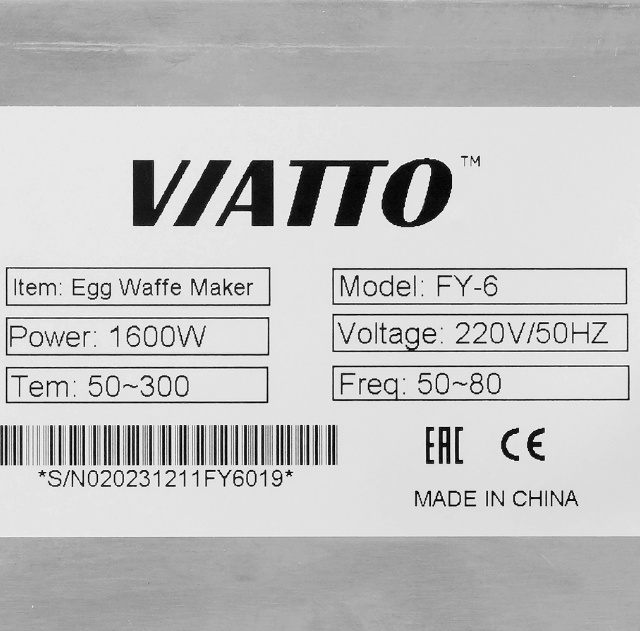 VIATTO™
Item: Egg Waffe Maker
Model: FY-6
Power: 1600W
Voltage: 220V/50HZ
Tem: 50~300
Freq: 50~80
*S/N020231211FY6019*
EAC CE
MADE IN CHINA